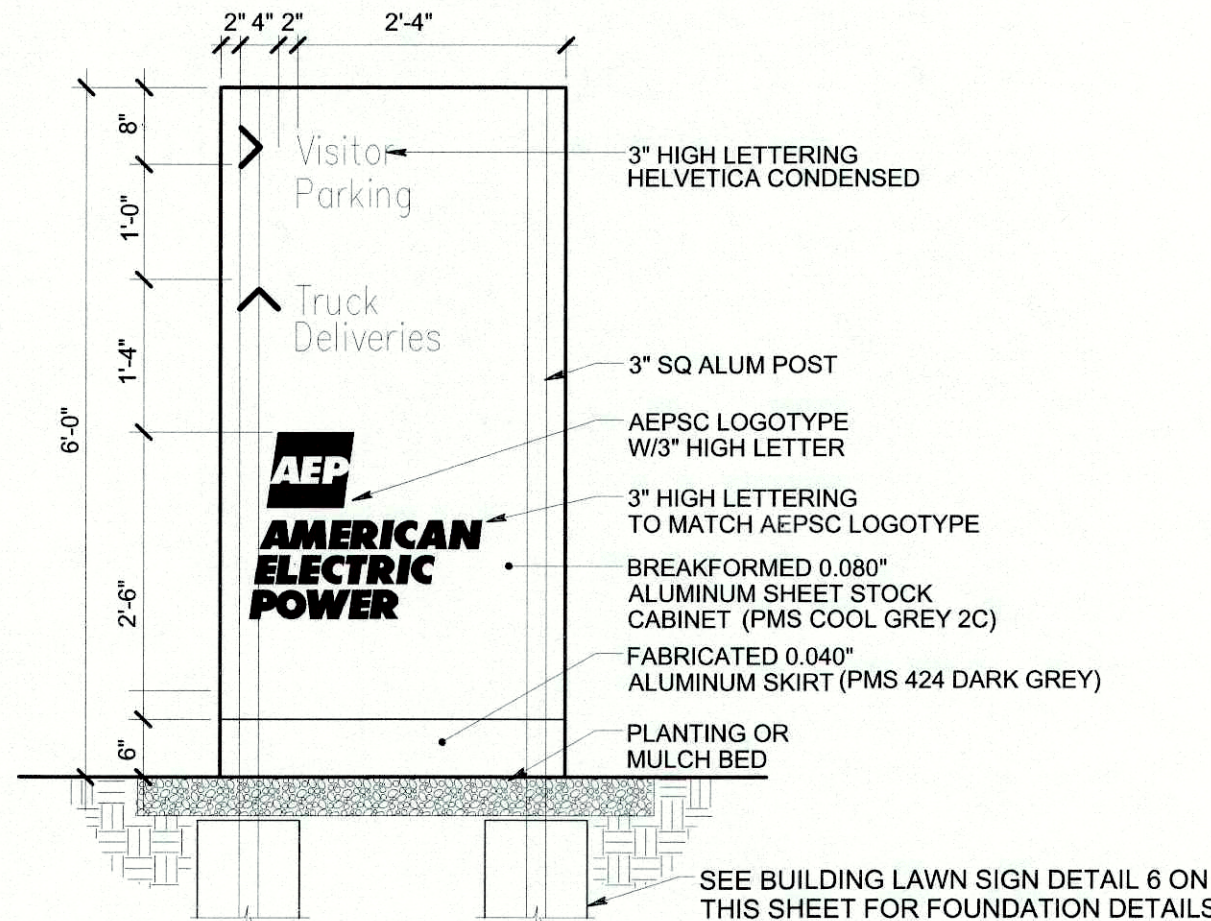 2" 4" 2" 2'-4"
8"
1'-0"
1'-4"
2'-6"
6"
6'-0"
Visitor
Parking
Truck
Deliveries
AEP
AMERICAN
ELECTRIC
POWER
3" HIGH LETTERING
HELVETICA CONDENSED
3" SQ ALUM POST
AEPSC LOGOTYPE
W/3" HIGH LETTER
3" HIGH LETTERING
TO MATCH AEPSC LOGOTYPE
BREAKFORMED 0.080"
ALUMINUM SHEET STOCK
CABINET (PMS COOL GREY 2C)
FABRICATED 0.040"
ALUMINUM SKIRT (PMS 424 DARK GREY)
PLANTING OR
MULCH BED
SEE BUILDING LAWN SIGN DETAIL 6 ON
THIS SHEET FOR FOUNDATION DETAILS